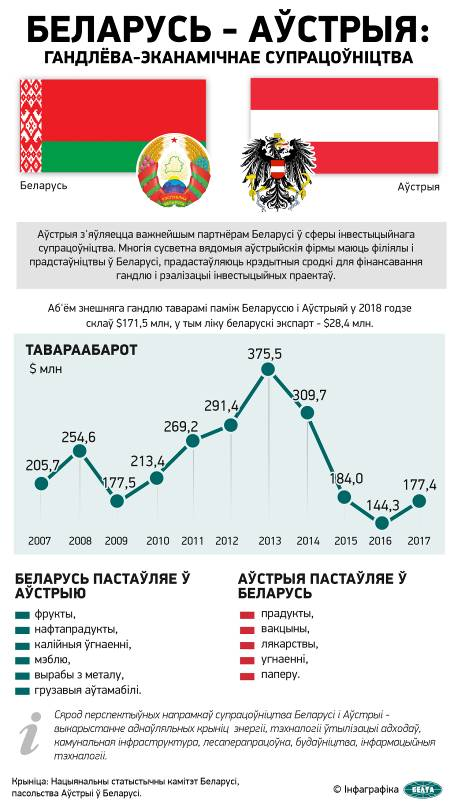 БЕЛАРУСЬ - АЎСТРЫЯ:
ГАНДЛЁВА-ЭКАНАМІЧНАЕ СУПРАЦОЎНІЦТВА
Беларусь
Аўстрыя
Аўстрыя з'яўляецца важнейшым партнёрам Беларусі ў сферы інвестыцыйнага
супрацоўніцтва. Многія сусветна вядомыя аўстрыйскія фірмы маюць філіялы і
прадстаўніцтвы ў Беларусі, прадастаўляюць крэдытныя сродкі для фінансавання
гандлю і рэалізацыі інвестыцыйных праектаў.
Аб'ём знешняга гандлю таварамі паміж Беларуссю і Аўстрыяй у 2018 годзе
склаў $171,5 млн, у тым ліку беларускі экспарт - $28,4 млн.
ТАВАРААБАРОТ
$ млн
205,7 254,6 177,5 213,4 269,2 291,4 375,5 309,7 184,0 144,3 177,4
2007 2008 2009 2010 2011 2012 2013 2014 2015 2016 2017
БЕЛАРУСЬ ПАСТАЎЛЯЕ Ў
АЎСТРЫЮ
фрукты,
нафтапрадукты,
калійныя ўгнаенні,
мэблю,
вырабы з металу,
грузавыя аўтамабілі.
АЎСТРЫЯ ПАСТАЎЛЯЕ Ў
БЕЛАРУСЬ
прадукты,
вакцыны,
лякарствы,
угнаенні,
паперу.
i
Сярод перспектыўных напрамкаў супрацоўніцтва Беларусі і Аўстрыі -
выкарыстанне аднаўляльных крыніц энергіі, тэхналогіі ўтылізацыі адходаў,
камунальная інфраструктура, лесаперапрацоўка, будаўніцтва, інфармацыйныя
тэхналогіі.
Крыніца: Нацыянальны статыстычны камітэт Беларусі,
пасольства Аўстрыі ў Беларусі.
© Інфаграфіка БЕЛТА